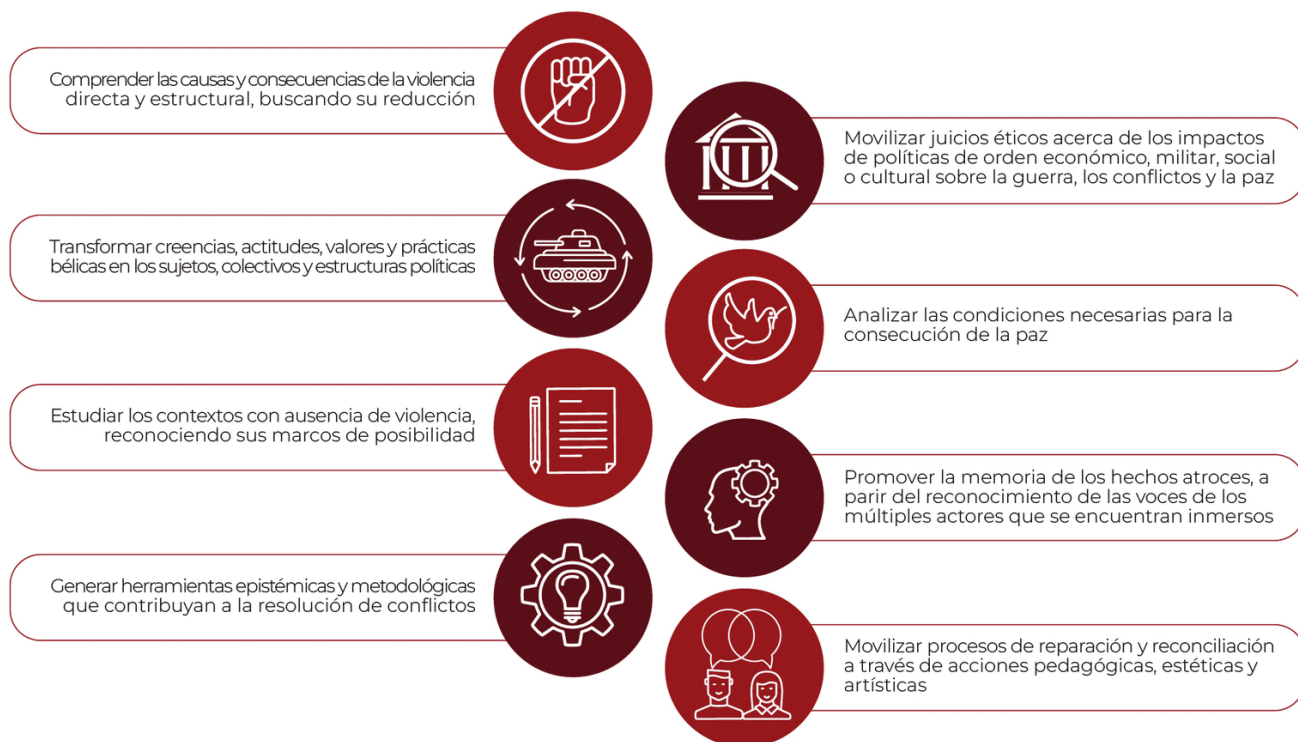 Comprender las causas y consecuencias de la violencia
directa y estructural, buscando su reducción
Movilizar juicios éticos acerca de los impactos
de políticas de orden económico, militar, social
o cultural sobre la guerra, los conflictos y la paz
Transformar creencias, actitudes, valores y prácticas
bélicas en los sujetos, colectivos y estructuras políticas
Analizar las condiciones necesarias para la
consecución de la paz
Estudiar los contextos con ausencia de violencia,
reconociendo sus marcos de posibilidad
Promover la memoria de los hechos atroces, a
parir del reconocimiento de las voces de los
múltiples actores que se encuentran inmersos
Generar herramientas epistémicas y metodológicas
que contribuyan a la resolución de conflictos
Movilizar procesos de reparación y reconciliación
a través de acciones pedagógicas, estéticas y
artísticas